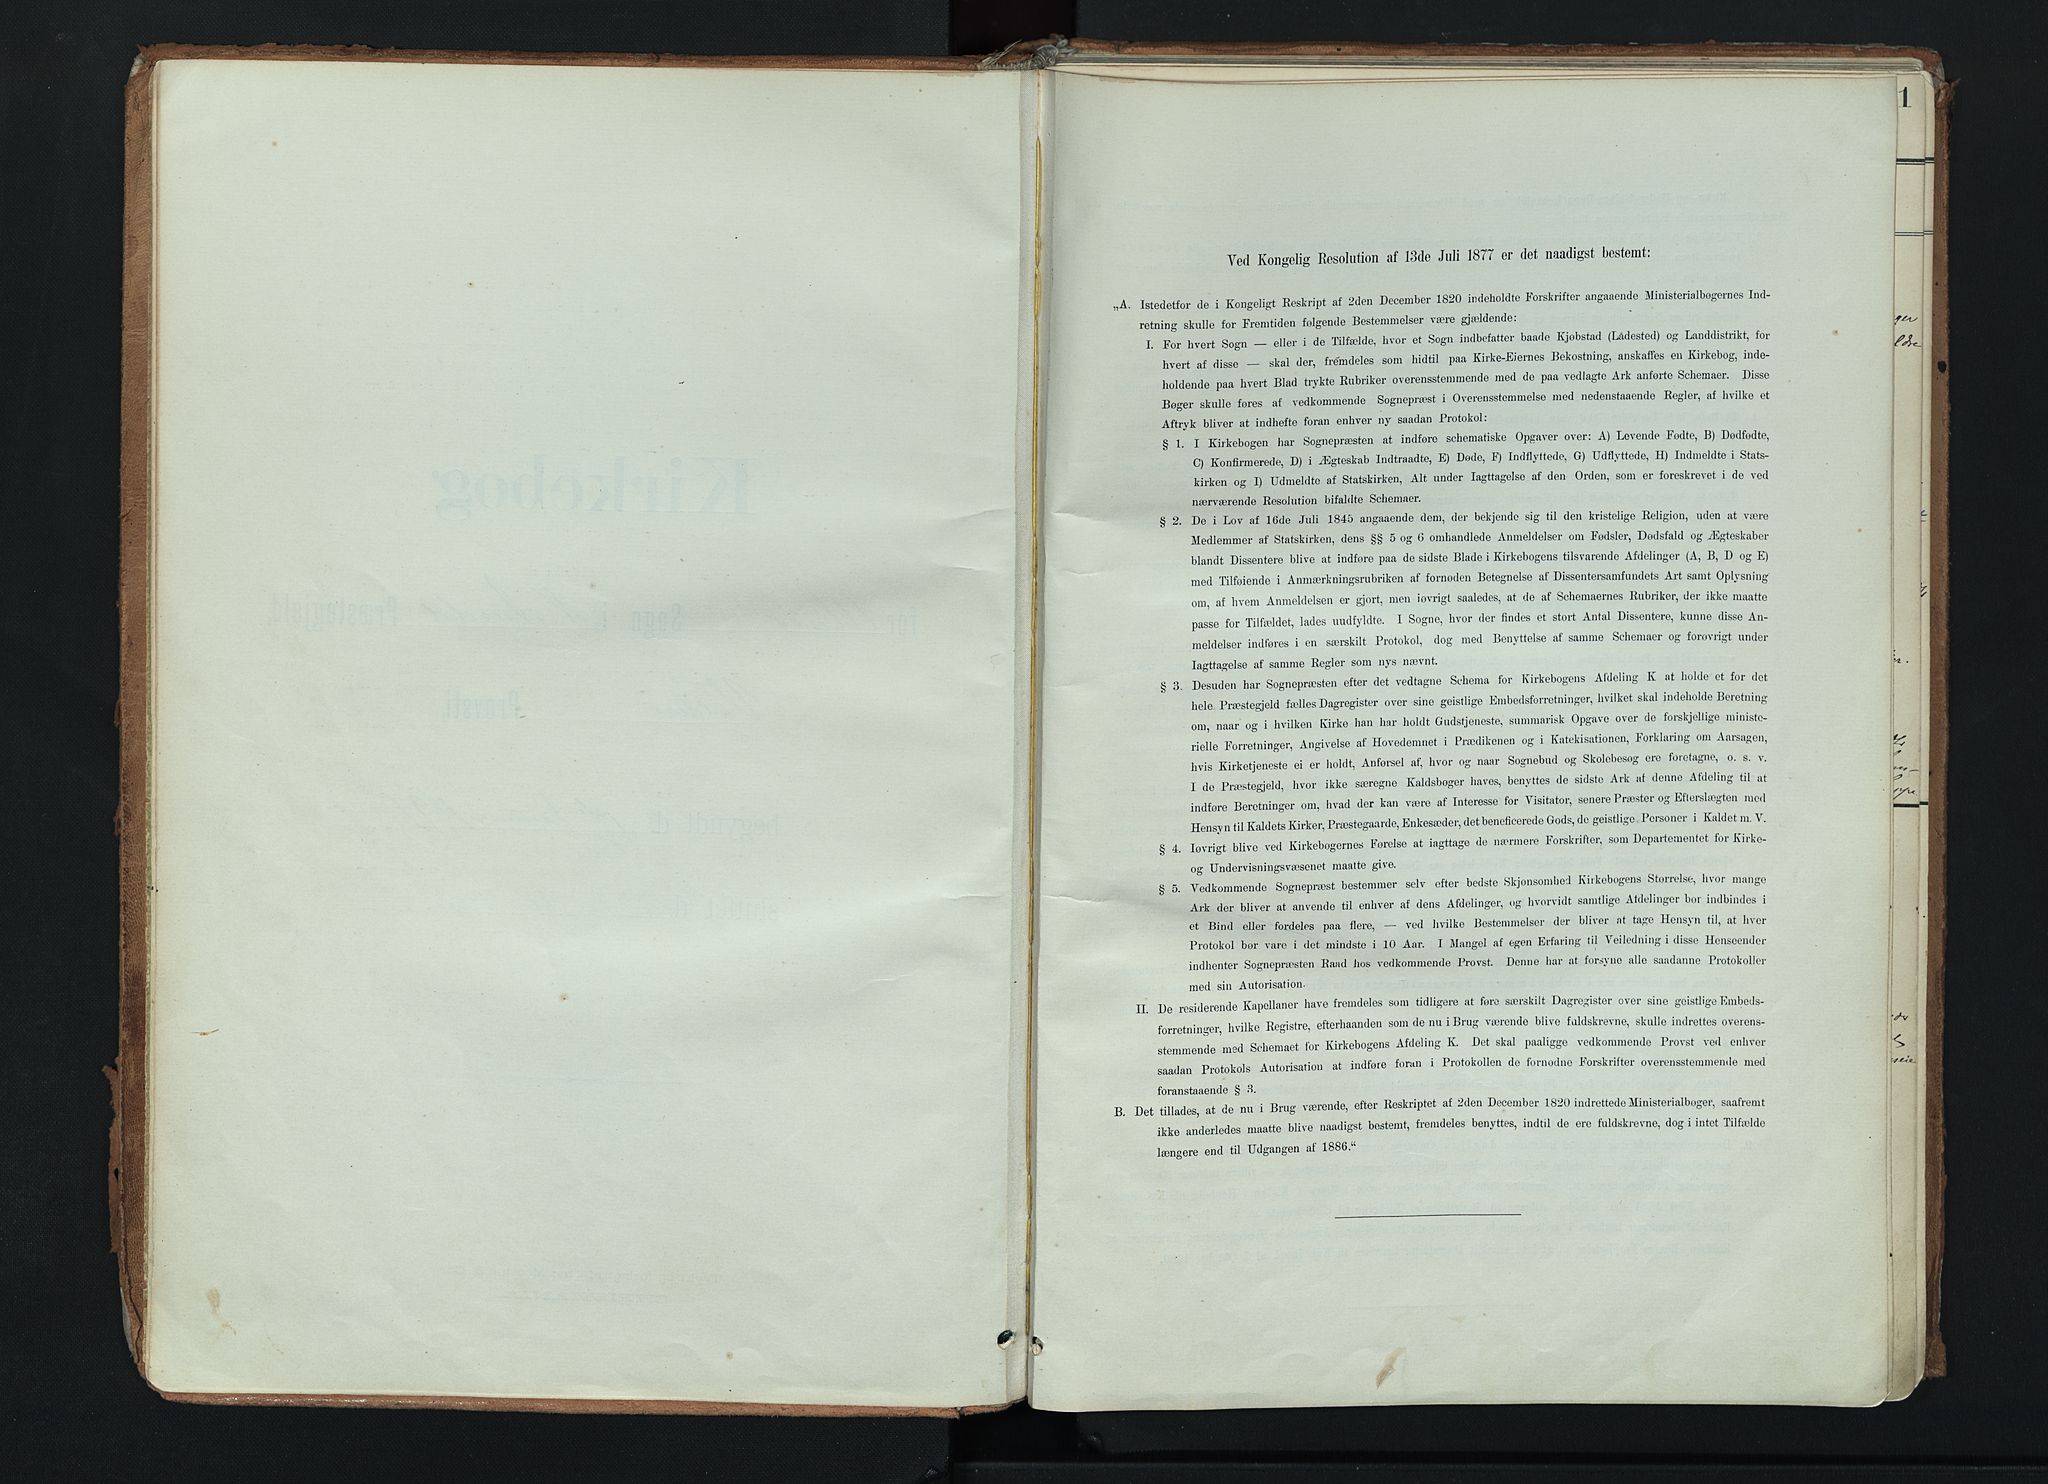 1
Ved Kongelig Resolution af 13de Juli 1877 er det naadigst bestemt:
„A. Istedetfor de i Kongeligt Reskript af 2den December 1820 indeholdte Forskrifter angaaende Ministerialbøgernes Ind-
retning skulle for Fremtiden følgende Bestemmelser være gjældende:
I. For hvert Sogn — eller i de Tilfælde, hvor et Sogn indbefatter baade Kjøbstad (Ladested) og Landdistrikt, for
hvert af disse — skal der, fremdeles som hidtil paa Kirke-Eiernes Bekostning, anskaffes en Kirkebog, inde-
holdende paa hvert Blad trykte Rubriker overensstemmende med de paa vedlagte Ark anførte Schemaer. Disse
Bøger skulle føres af vedkommende Sognepræst i Overensstemmelse med nedenstaaende Regler, af hvilke et
Aftryk bliver at indhefte foran enhver ny saadan Protokol:
§ 1. I Kirkebogen har Sognepræsten at indføre schematiske Opgaver over: A) Levende Fødte, B) Dødfødte,
C) Konfirmerede, D) i Ægteskab Indtraadte, E) Døde, F) Indflyttede, G) Udflyttede, H) Indmeldte i Stats-
kirken og I) Udmeldte af Statskirken, Alt under Iagttagelse af den Orden, som er foreskrevet i de ved
nærværende Resolution bifaldte Schemaer.
§ 2. De i Lov af 16de Juli 1845 angaaende dem, der bekjende sig til den kristelige Religion, uden at være
Medlemmer af Statskirken, dens §§ 5 og 6 omhandlede Anmeldelser om Fødsler, Dødsfald og Ægteskaber
blandt Dissentere blive at indføre paa de sidste Blade i Kirkebogens tilsvarende Afdelinger (A, B, D og E)
med Tilføiende i Anmærkningsrubriken af fornøden Betegnelse af Dissentersamfundets Art samt Oplysning
om, af hvem Anmeldelsen er gjort, men iøvrigt saaledes, at de af Schemaernes Rubriker, der ikke maatte
passe for Tilfældet, lades uudfyldte. I Sogne, hvor der findes et stort Antal Dissentere, kunne disse An-
meldelser indføres i en særskilt Protokol, dog med Benyttelse af samme Schemaer og forøvrigt under
Iagttagelse af samme Regler som nys nævnt.
§ 3. Desuden har Sognepræsten efter det vedtagne Schema for Kirkebogens Afdeling K at holde et for det
hele Præstegjeld fælles Dagregister over sine geistlige Embedsforretninger, hvilket skal indeholde Beretning
om, naar og i hvilken Kirke han har holdt Gudstjeneste, summarisk Opgave over de forskjellige ministe-
rielle Forretninger, Angivelse af Hovedemnet i Prædikenen og i Katekisationen, Forklaring om Aarsagen,
hvis Kirketjeneste ei er holdt, Anførsel af, hvor og naar Sognebud og Skolebesøg ere foretagne, o. s. v.
I de Præstegjeld, hvor ikke særegne Kaldsbøger haves, benyttes de sidste Ark af denne Afdeling til at
indføre Beretninger om, hvad der kan være af Interesse for Visitator, senere Præster og Efterslægten med
Hensyn til Kaldets Kirker, Præstegaarde, Enkesæder, det beneficerede Gods, de geistlige Personer i Kaldet m. V.
§ 4. Iøvrigt blive ved Kirkebøgernes Førelse at iagttage de nærmere Forskrifter, som Departementet for Kirke-
og Undervisningsvæsenet maatte give.
§ 5. Vedkommende Sognepræst bestemmer selv efter bedste Skjønsomhed Kirkebogens Størrelse, hvor mange
Ark der bliver at anvende til enhver af dens Afdelinger, og hvorvidt samtlige Afdelinger bør indbindes i
et Bind eller fordeles paa flere, — ved hvilke Bestemmelser der bliver at tage Hensyn til, at hver
Protokol bør vare i det mindste i 10 Aar. I Mangel af egen Erfaring til Veiledning i disse Henseender
indhenter Sognepræsten Raad hos vedkommende Provst. Denne har at forsyne alle saadanne Protokoller
med sin Autorisation.
II. De residerende Kapellaner have fremdeles som tidligere at føre særskilt Dagregister over sine geistlige Embeds-
forretninger, hvilke Registre, efterhaanden som de nu i Brug værende blive fuldskrevne, skulle indrettes overens-
stemmende med Schemaet for Kirkebogens Afdeling K. Det skal paaligge vedkommende Provst ved enhver
saadan Protokols Autorisation at indføre foran i Protokollen de fornødne Forskrifter overensstemmende med
foranstaaende § 3.
B. Det tillades, at de nu i Brug værende, efter Reskriptet af 2den December 1820 indrettede Ministerialbøger, saafremt
ikke anderledes maatte blive naadigst bestemt, fremdeles benyttes, indtil de ere fuldskrevne, dog i intet Tilfælde
længere end til Udgangen af 1886.“